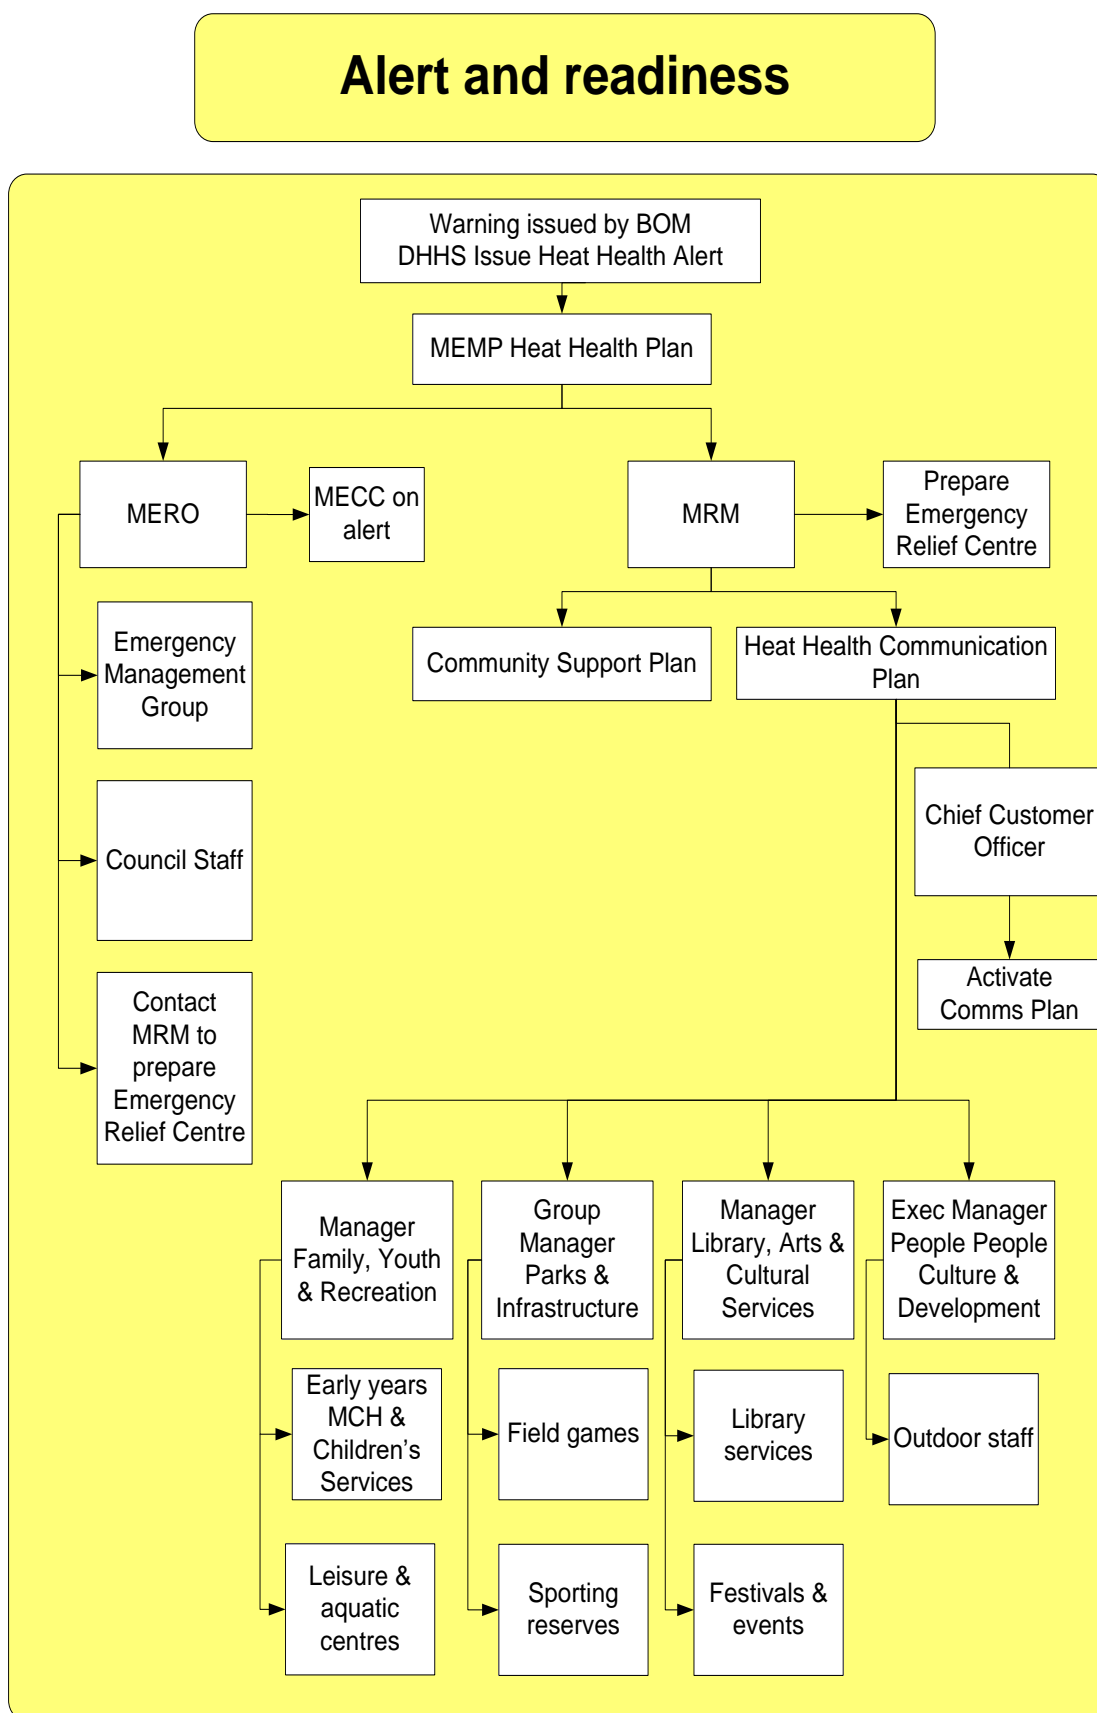 Alert and readiness
Warning issued by BOM
DHHS Issue Heat Health Alert
MEMP Heat Health Plan
MERO
MECC on
alert
MRM
Prepare
Emergency
Relief Centre
Emergency
Management
Group
Community Support Plan
Heat Health Communication
Plan
Council Staff
Chief Customer
Officer
Contact
MRM to
prepare
Emergency
Relief Centre
Activate
Comms Plan
Manager
Family, Youth
& Recreation
Group
Manager
Parks &
Infrastructure
Manager
Library, Arts &
Cultural
Services
Exec Manager
People People
Culture &
Development
Early years
MCH &
Children’s
Services
Field games
Library
services
Outdoor staff
Leisure &
aquatic
centres
Sporting
reserves
Festivals &
events